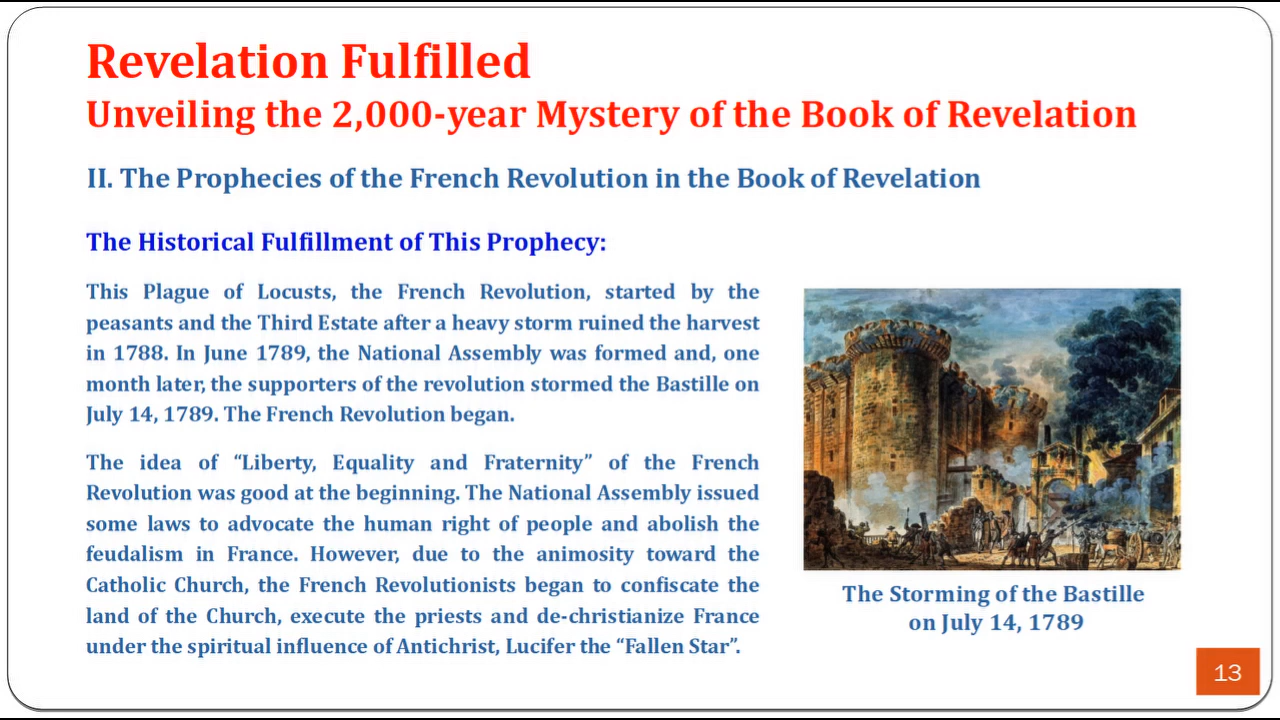 Revelation Fulfilled
Unveiling the 2,000-year Mystery of the Book of Revelation
II. The Prophecies of the French Revolution in the Book of Revelation
The Historical Fulfillment of This Prophecy:
This Plague of Locusts, the French Revolution, started by the
peasants and the Third Estate after a heavy storm ruined the harvest
in 1788. In June 1789, the National Assembly was formed and, one
month later, the supporters of the revolution stormed the Bastille on
July 14, 1789. The French Revolution began.
The idea of “Liberty, Equality and Fraternity” of the French
Revolution was good at the beginning. The National Assembly issued
some laws to advocate the human right of people and abolish the
feudalism in France. However, due to the animosity toward the
Catholic Church, the French Revolutionists began to confiscate the
land of the Church, execute the priests and de-christianize France
under the spiritual influence of Antichrist, Lucifer the “Fallen Star”.
The Storming of the Bastille
on July 14, 1789
13